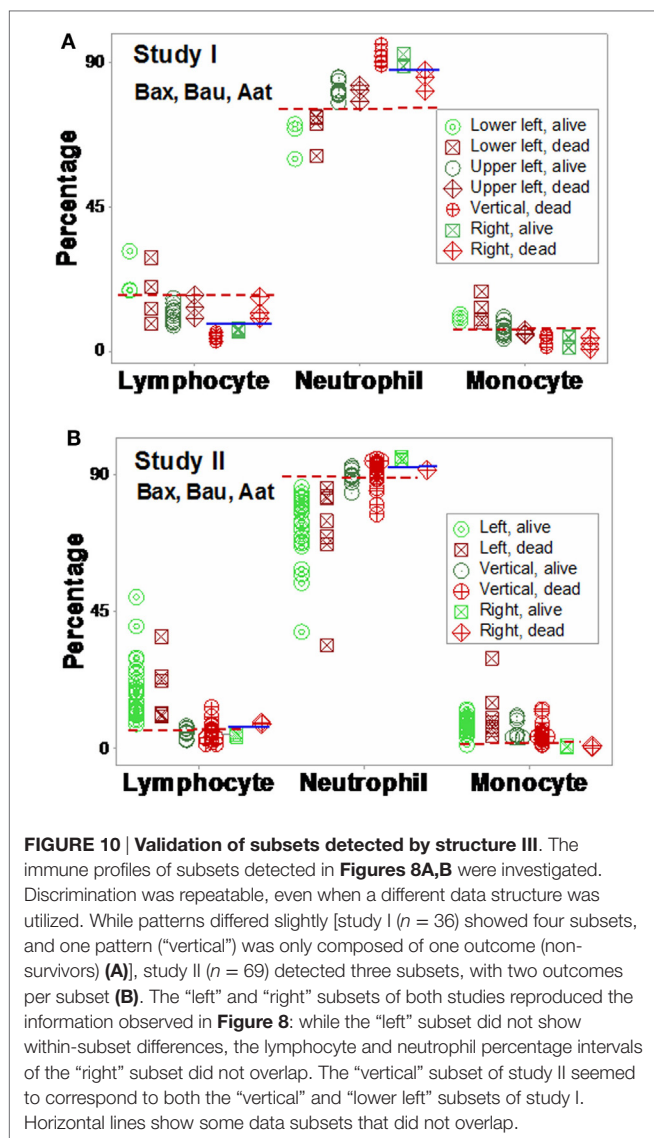 A
Study I
Bax, Bau, Aat
Percentage
90
45
0
Lower left, alive
Lower left, dead
Upper left, alive
Upper left, dead
Vertical, dead
Right, alive
Right, dead
Lymphocyte Neutrophil Monocyte
B
Study II
Bax, Bau, Aat
Percentage
90
45
0
Left, alive
Left, dead
Vertical, alive
Vertical, dead
Right, alive
Right, dead
Lymphocyte Neutrophil Monocyte
FIGURE 10 | Validation of subsets detected by structure III. The
immune profiles of subsets detected in Figures 8A,B were investigated.
Discrimination was repeatable, even when a different data structure was
utilized. While patterns differed slightly [study I (n = 36) showed four subsets,
and one pattern (“vertical”) was only composed of one outcome (non-
survivors) (A)], study II (n = 69) detected three subsets, with two outcomes
per subset (B). The “left” and “right” subsets of both studies reproduced the
information observed in Figure 8: while the “left” subset did not show
within-subset differences, the lymphocyte and neutrophil percentage intervals
of the “right” subset did not overlap. The “vertical” subset of study II seemed
to correspond to both the “vertical” and “lower left” subsets of study I.
Horizontal lines show some data subsets that did not overlap.